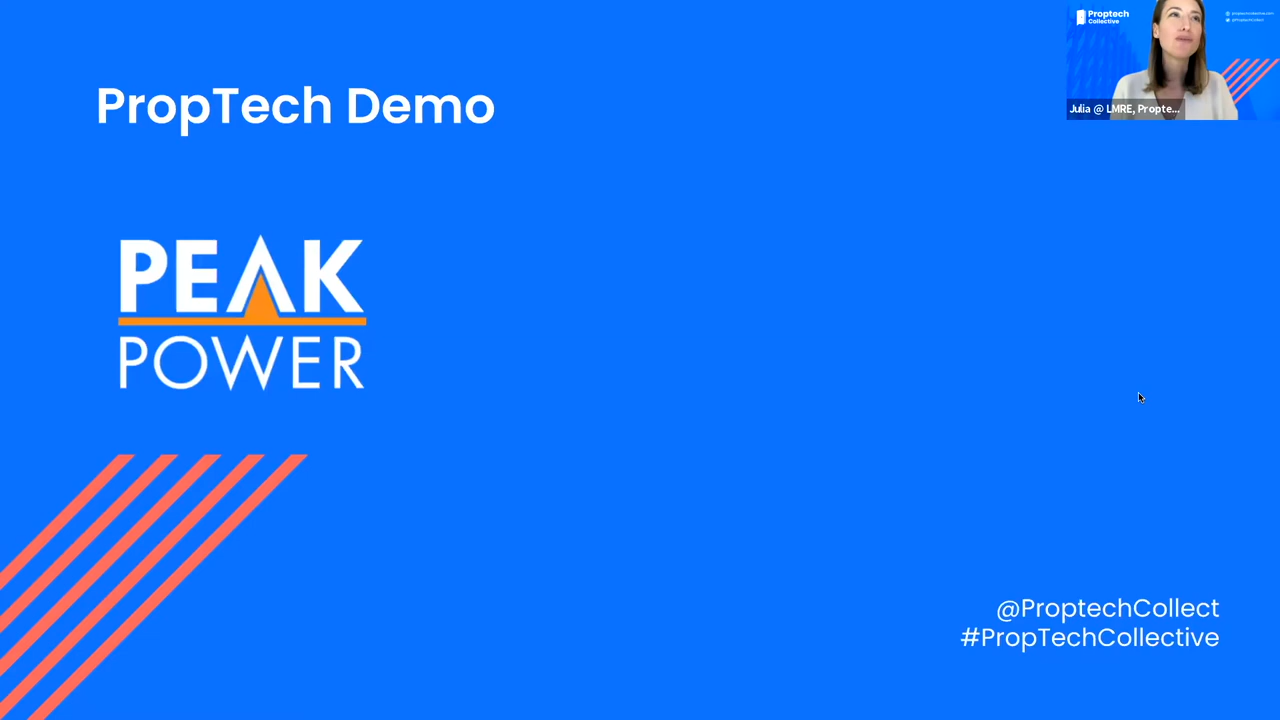 PropTech Demo
Proptech
Collective
Julia @ LMRE, Propte...
PEAK
POWER
@ProptechCollect
#PropTechCollective